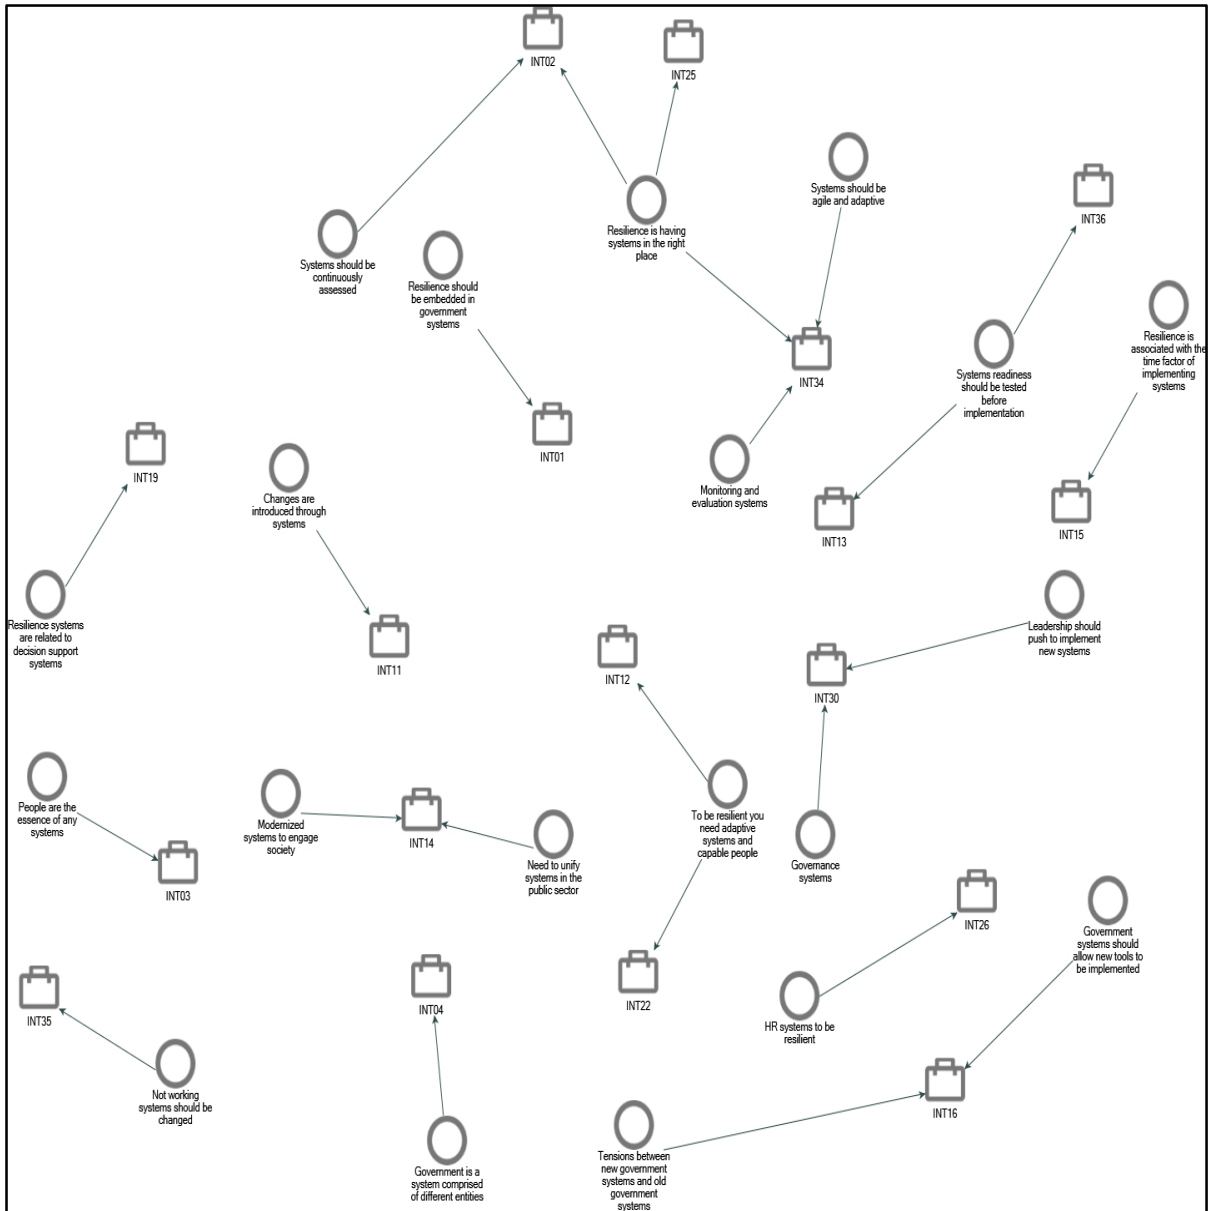 INT02
INT25
Systems should be
agile and adaptive
INT36
Resilience is having
systems in the right
place
Systems should be
continuously
assessed
Resilience should
be embedded in
government
systems
Resilience is
associated with the
time factor of
implementing
systems
INT34
Systems readiness
should be tested
before
implementation
INT01
INT19
Changes are
introduced through
systems
Monitoring and
evaluation systems
INT13
INT15
Resilience systems
are related to
decision support
systems
Leadership should
push to implement
new systems
INT11
INT12
INT30
People are the
essence of any
systems
Modernized
systems to engage
society
INT14
To be resilient you
need adaptive
systems and
capable people
Need to unify
systems in the
public sector
Governance
systems
INT03
INT26
Government
systems should
allow new tools to
be implemented
INT35
INT04
INT22
HR systems to be
resilient
Not working
systems should be
changed
INT16
Government is a
system comprised
of different entities
Tensions between
new government
systems and old
government
systems